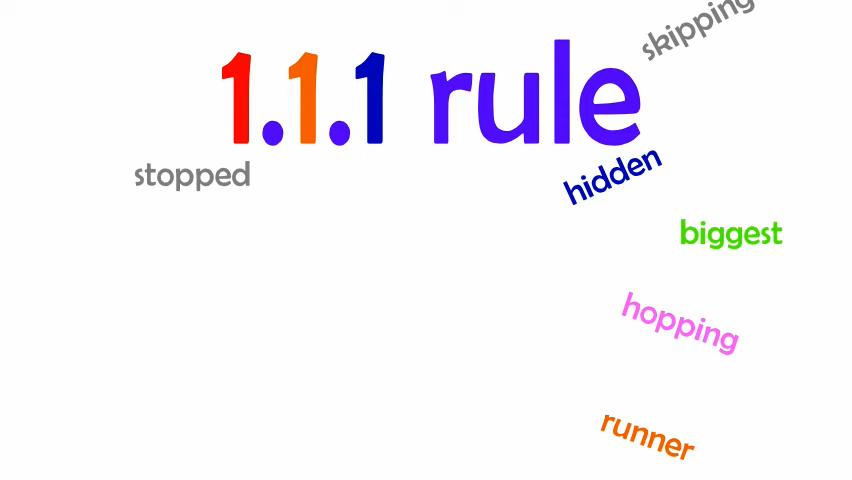 skipping
1.1.1 rule
stopped
hidden
biggest
hopping
runner